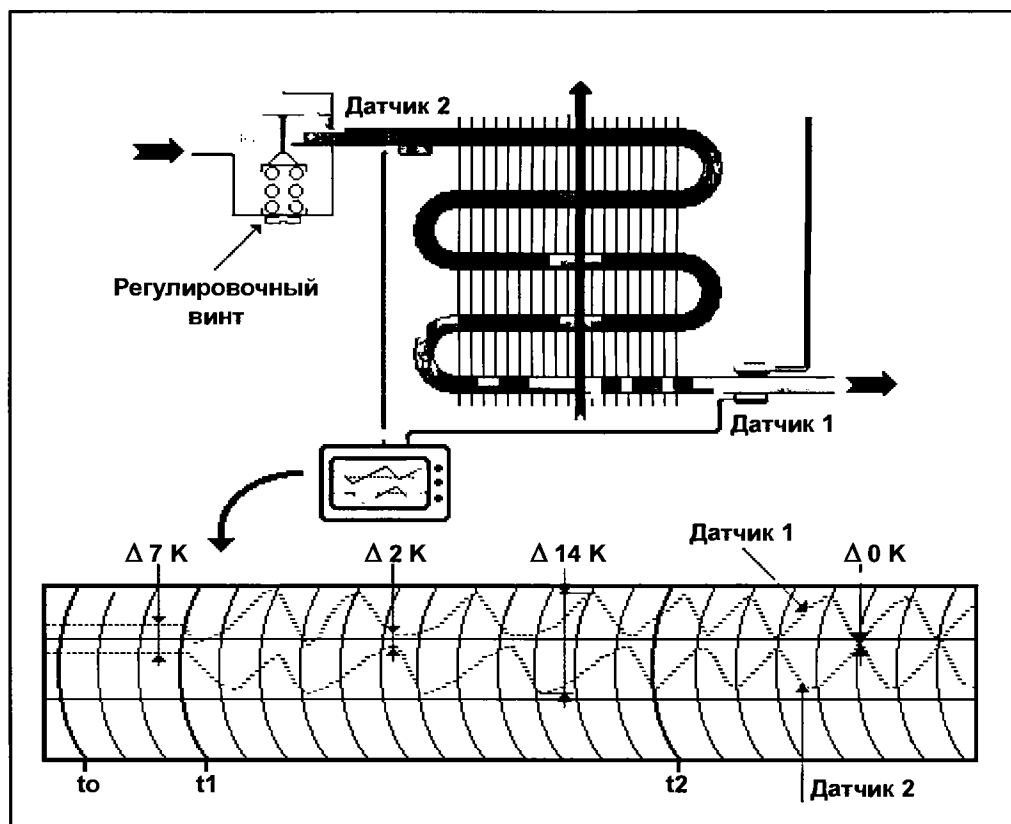 Датчик 2
Регулировочный
винт
Датчик 1
Датчик 1
Δ 7 K
Δ 2 K
Δ 14 K
Δ 0 K
to
t1
t2
Датчик 2